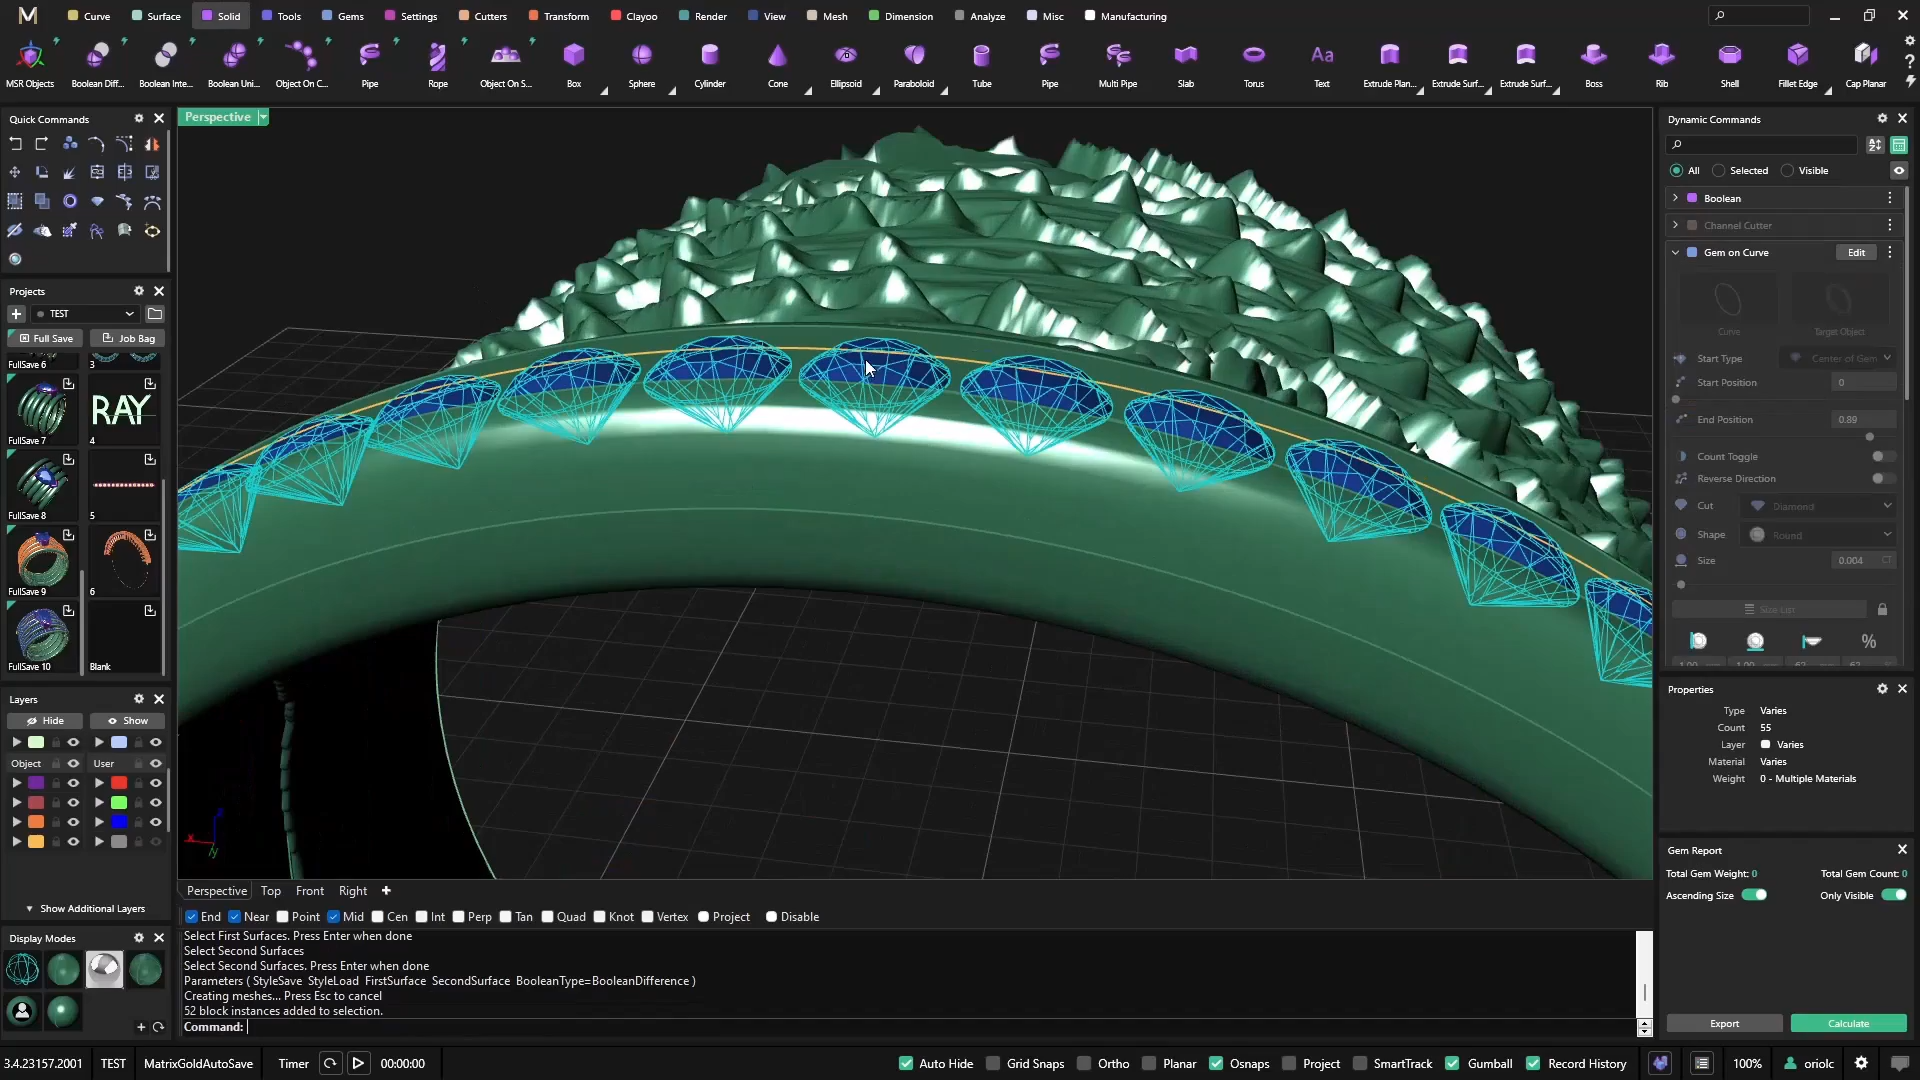 Curve Surface Solid Tools Gems Settings Cutters Transform Clayoo Render View Mesh Dimension Analyze Misc Manufacturing
MSR Objects Boolean Diff... Boolean Inte... Boolean Uni... Object On C... Pipe Rope Object On S... Box Sphere Cylinder Cone Ellipsoid Paraboloid Tube Pipe Multi Pipe Slab Torus Text Extrude Plan... Extrude Surf... Extrude Surf... Boss Rib Shell Fillet Edge Cap Planar
Quick Commands
Projects
TEST
Full Save Job Bag
FullSave 6 3
FullSave 7 4
RAY
FullSave 8 5
FullSave 9 6
FullSave 10 Blank
Layers
Hide Show
Object User
Show Additional Layers
Display Modes
Perspective
Perspective Top Front Right
End Near Point Mid Cen Int Perp Tan Quad Knot Vertex Project Disable
Select First Surfaces. Press Enter when done
Select Second Surfaces
Select Second Surfaces. Press Enter when done
Parameters ( StyleSave StyleLoad FirstSurface SecondSurface BooleanType=BooleanDifference )
Creating meshes... Press Esc to cancel
52 block instances added to selection.
Command:
Dynamic Commands
All Selected Visible
Boolean
Channel Cutter
Gem on Curve Edit
Curve Target Object
Start Type Center of Gem
Start Position 0
End Position 0.89
Count Toggle
Reverse Direction
Cut Diamond
Shape Round
Size 0.004 CT
Size List
%
Properties
Type Varies
Count 55
Layer Varies
Material Varies
Weight 0 - Multiple Materials
Gem Report
Total Gem Weight: 0 Total Gem Count: 0
Ascending Size Only Visible
Export Calculate
3.4.23157.2001 TEST MatrixGoldAutoSave Timer 00:00:00 Auto Hide Grid Snaps Ortho Planar Osnaps Project SmartTrack Gumball Record History 100% oriolc